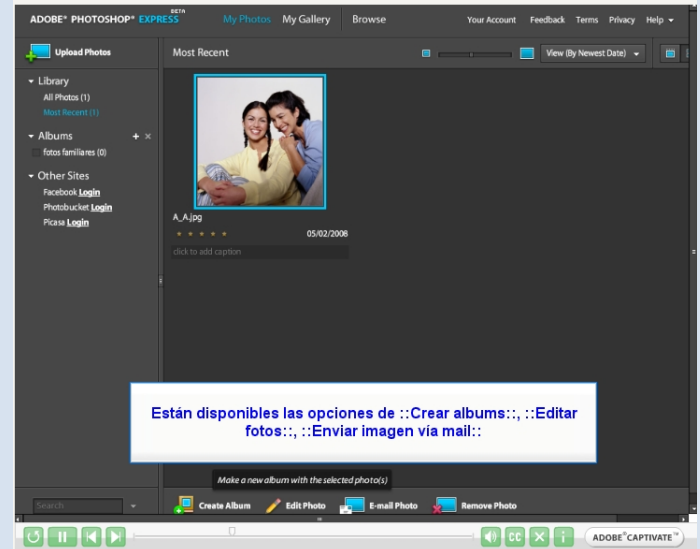 ADOBE® PHOTOSHOP® EXPRESS BETA My Photos My Gallery Browse Your Account Feedback Terms Privacy Help
Upload Photos Most Recent View (By Newest Date)
Library
All Photos (1)
Most Recent (1)
Albums + ×
fotos familiares (0)
Other Sites
Facebook Login
Photobucket Login
Picasa Login
A_A.jpg
05/02/2008
click to add caption
Están disponibles las opciones de ::Crear albums::, ::Editar
fotos::, ::Enviar imagen vía mail::
Make a new album with the selected photo(s)
Search Create Album Edit Photo E-mail Photo Remove Photo
CC i ADOBE® CAPTIVATE™